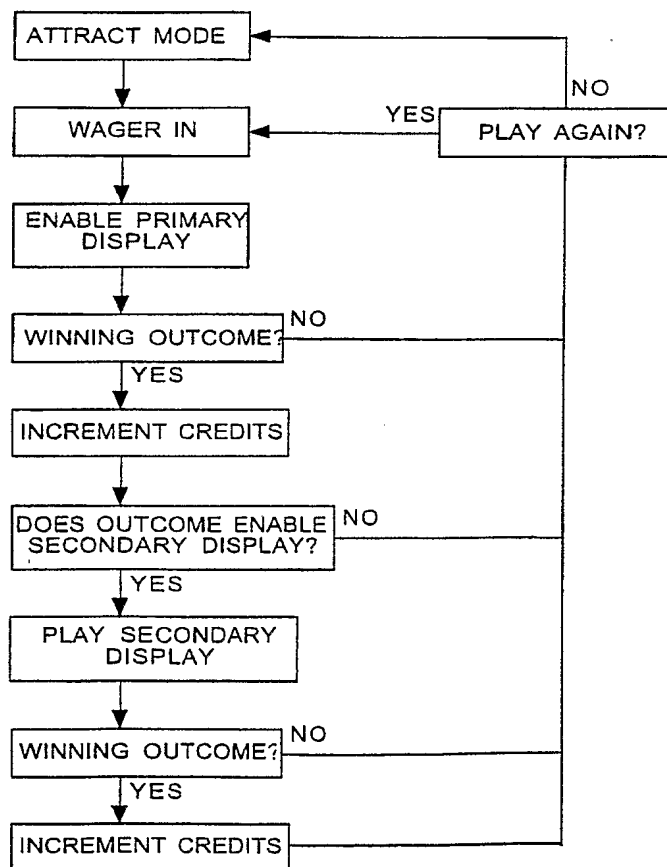 ATTRACT MODE
NO
YES
WAGER IN
PLAY AGAIN?
ENABLE PRIMARY
DISPLAY
NO
WINNING OUTCOME?
YES
INCREMENT CREDITS
NO
DOES OUTCOME ENABLE
SECONDARY DISPLAY?
YES
PLAY SECONDARY
DISPLAY
NO
WINNING OUTCOME?
YES
INCREMENT CREDITS